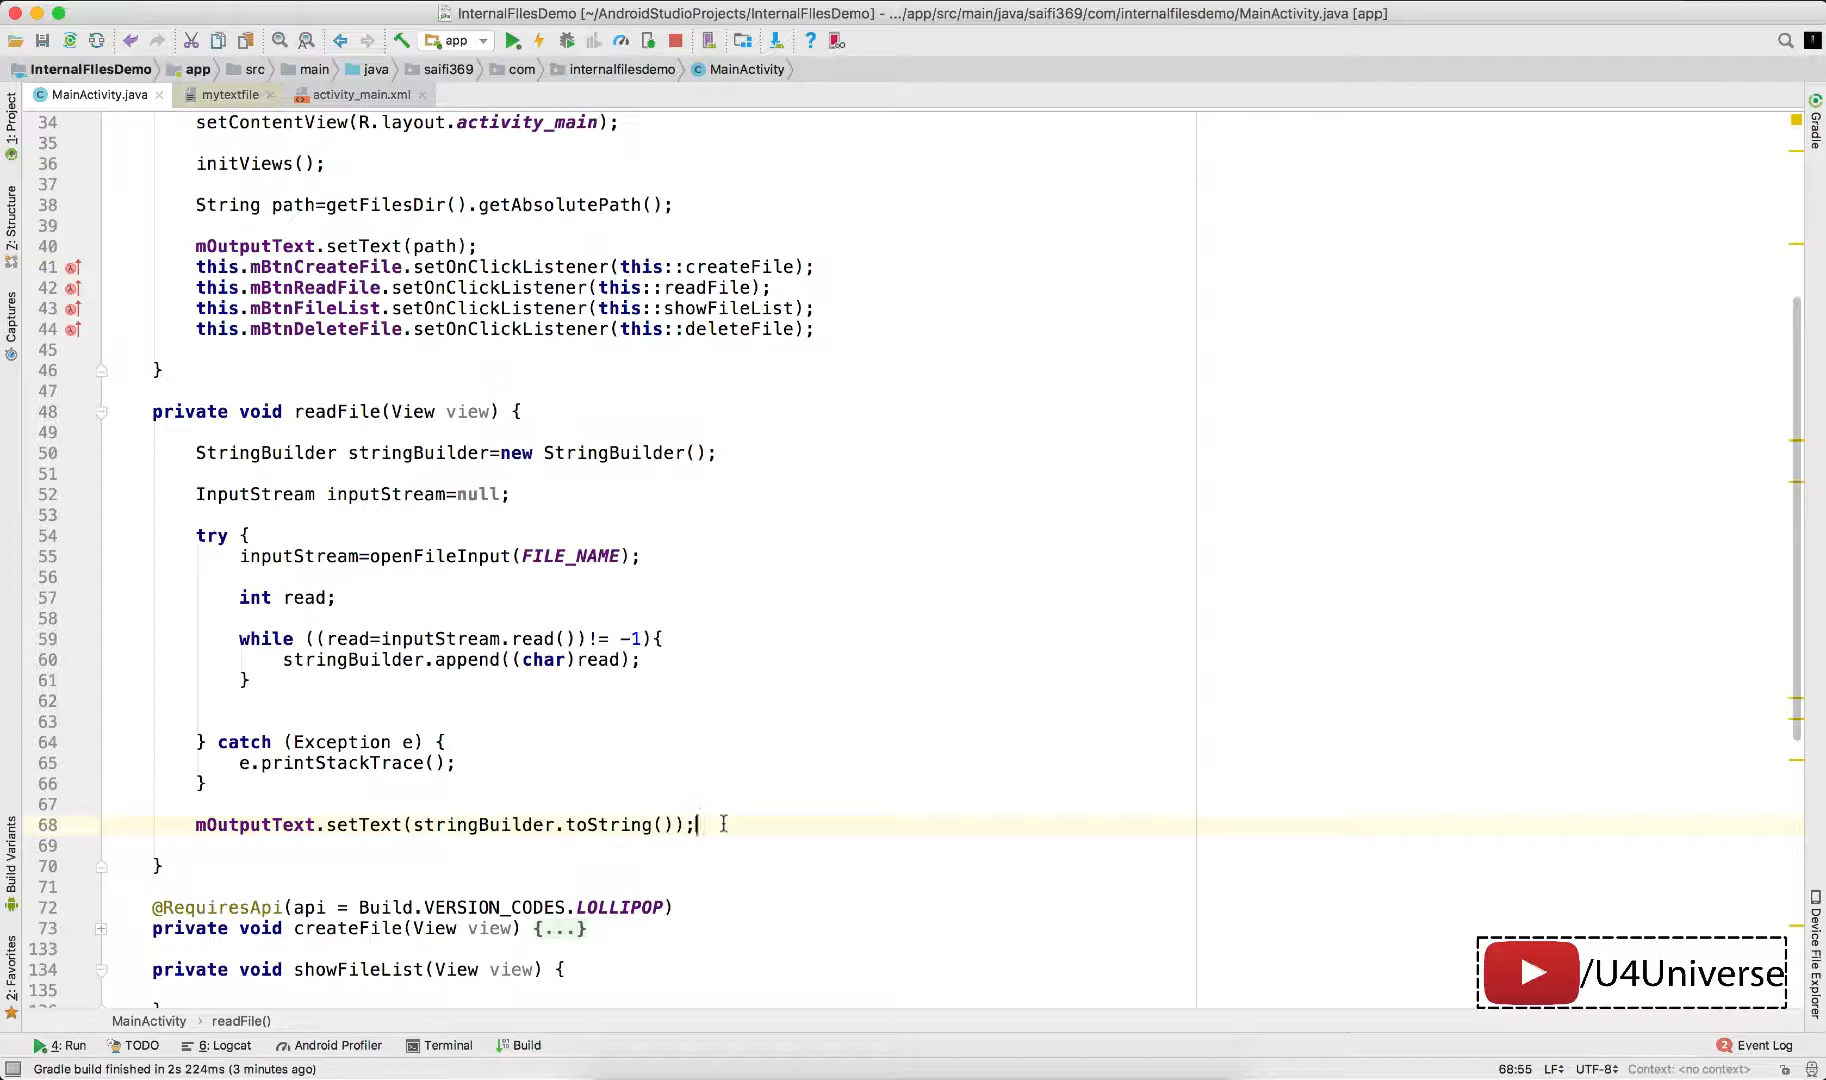 InternalFIlesDemo [~/AndroidStudioProjects/InternalFIlesDemo] - .../app/src/main/java/saifi369/com/internalfilesdemo/MainActivity.java [app]
app
InternalFIlesDemo app src main java saifi369 com internalfilesdemo MainActivity
MainActivity.java mytextfile activity_main.xml
1: Project
Z: Structure
Captures
Build Variants
2: Favorites
34 setContentView(R.layout.activity_main);
35
36 initViews();
37
38 String path=getFilesDir().getAbsolutePath();
39
40 mOutputText.setText(path);
41 this.mBtnCreateFile.setOnClickListener(this::createFile);
42 this.mBtnReadFile.setOnClickListener(this::readFile);
43 this.mBtnFileList.setOnClickListener(this::showFileList);
44 this.mBtnDeleteFile.setOnClickListener(this::deleteFile);
45
46 }
47
48 private void readFile(View view) {
49
50 StringBuilder stringBuilder=new StringBuilder();
51
52 InputStream inputStream=null;
53
54 try {
55 inputStream=openFileInput(FILE_NAME);
56
57 int read;
58
59 while ((read=inputStream.read())!= -1){
60 stringBuilder.append((char)read);
61 }
62
63
64 } catch (Exception e) {
65 e.printStackTrace();
66 }
67
68 mOutputText.setText(stringBuilder.toString());
69
70 }
71
72 @RequiresApi(api = Build.VERSION_CODES.LOLLIPOP)
73 private void createFile(View view) {...}
133
134 private void showFileList(View view) {
135
Gradle
Device File Explorer
/U4Universe
MainActivity › readFile()
4: Run TODO 6: Logcat Android Profiler Terminal Build 2 Event Log
Gradle build finished in 2s 224ms (3 minutes ago) 68:55 LF UTF-8 Context: <no context>